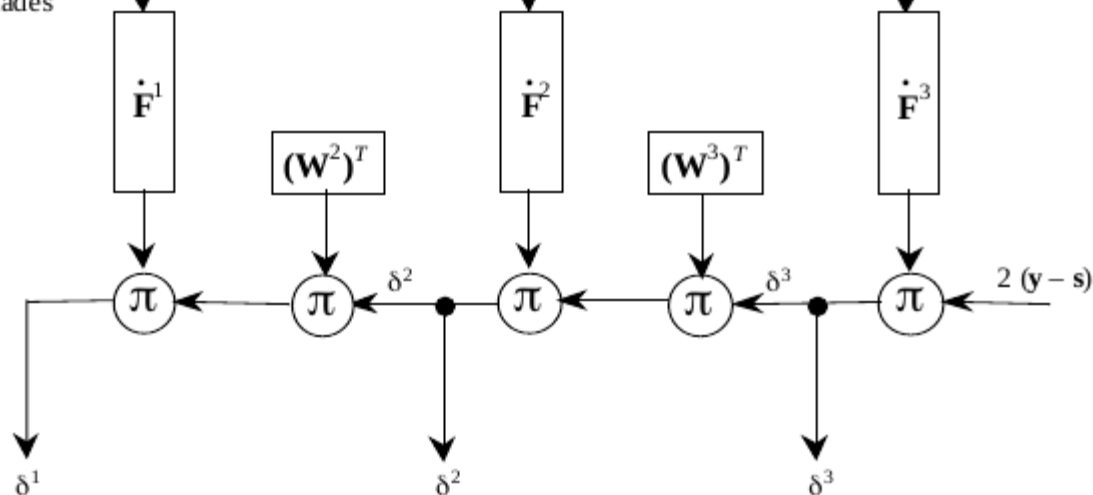 ades
Ḟ¹ Ḟ² Ḟ³
(W²)ᵀ (W³)ᵀ
δ² δ³ 2 (y – s)
π π π π π
δ¹ δ² δ³